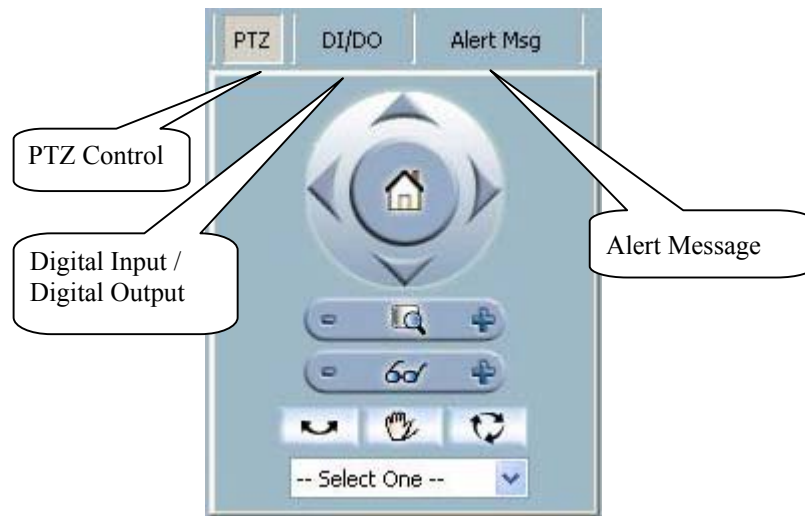 PTZ DI/DO Alert Msg
PTZ Control
Digital Input /
Digital Output
Alert Message
-- Select One --